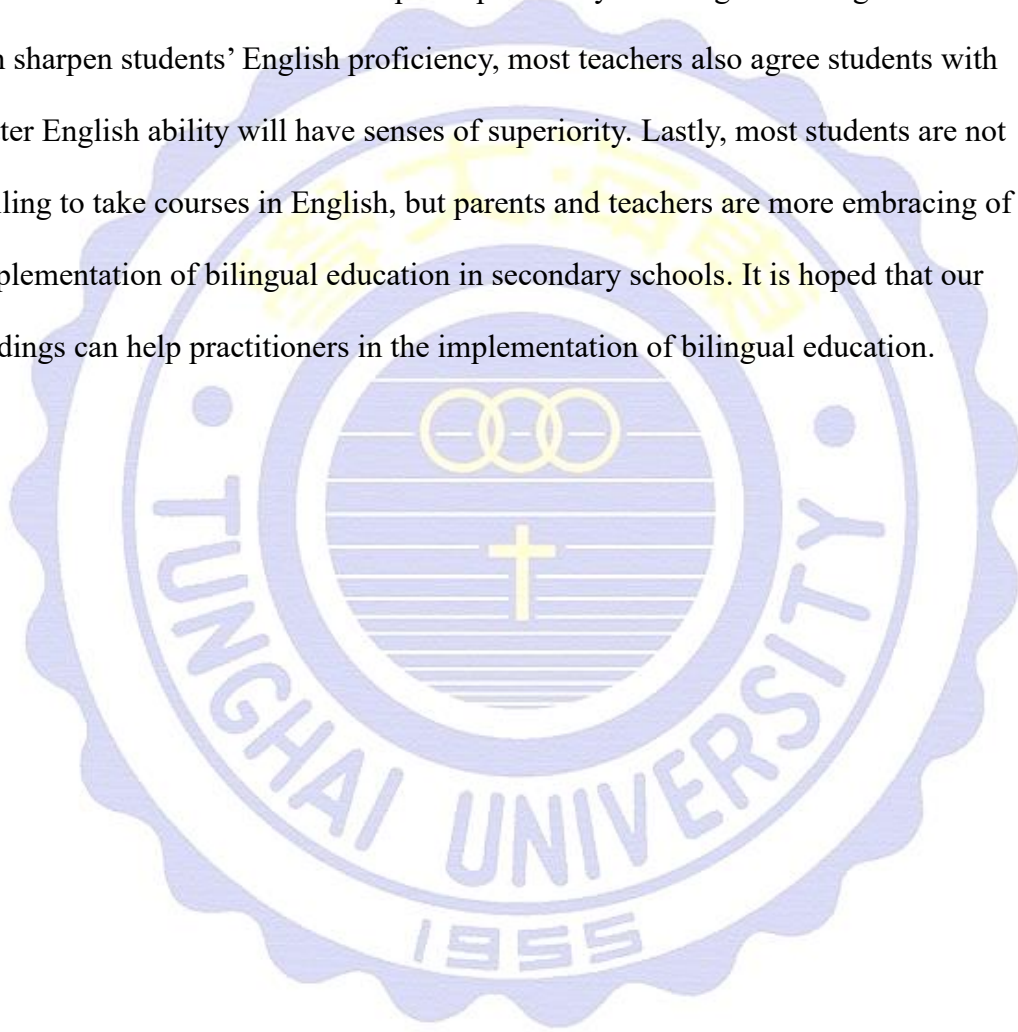 sharpen students’ English proficiency, most teachers also agree students with
ter English ability will have senses of superiority. Lastly, most students are not
ling to take courses in English, but parents and teachers are more embracing of
plementation of bilingual education in secondary schools. It is hoped that our
dings can help practitioners in the implementation of bilingual education.
TUNGHAI UNIVERSITY
1955